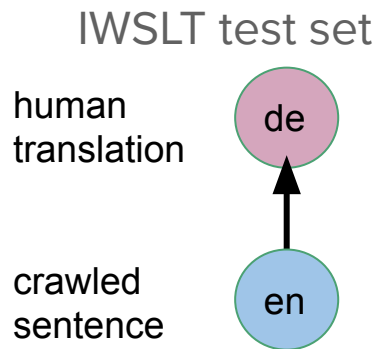 IWSLT test set
human
translation
de
crawled
sentence
en